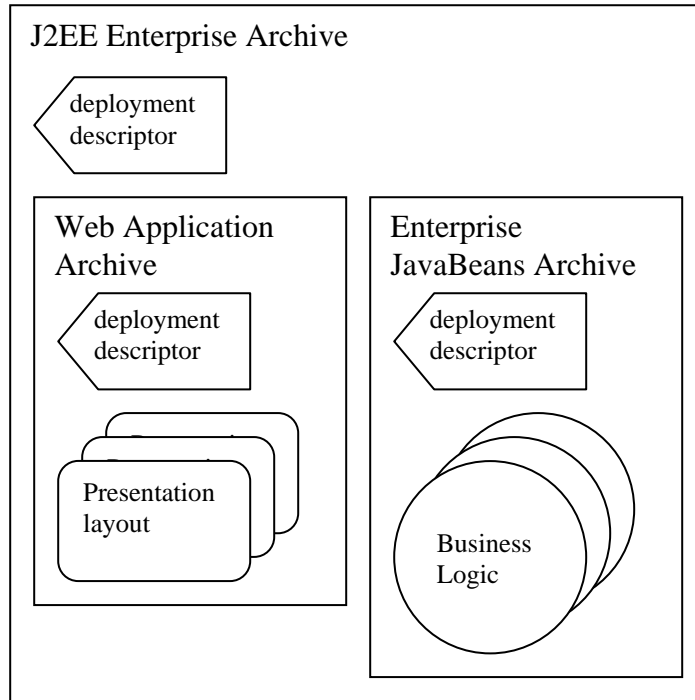 J2EE Enterprise Archive
deployment
descriptor
Web Application
Archive
deployment
descriptor
Presentation
layout
Enterprise
JavaBeans Archive
deployment
descriptor
Business
Logic